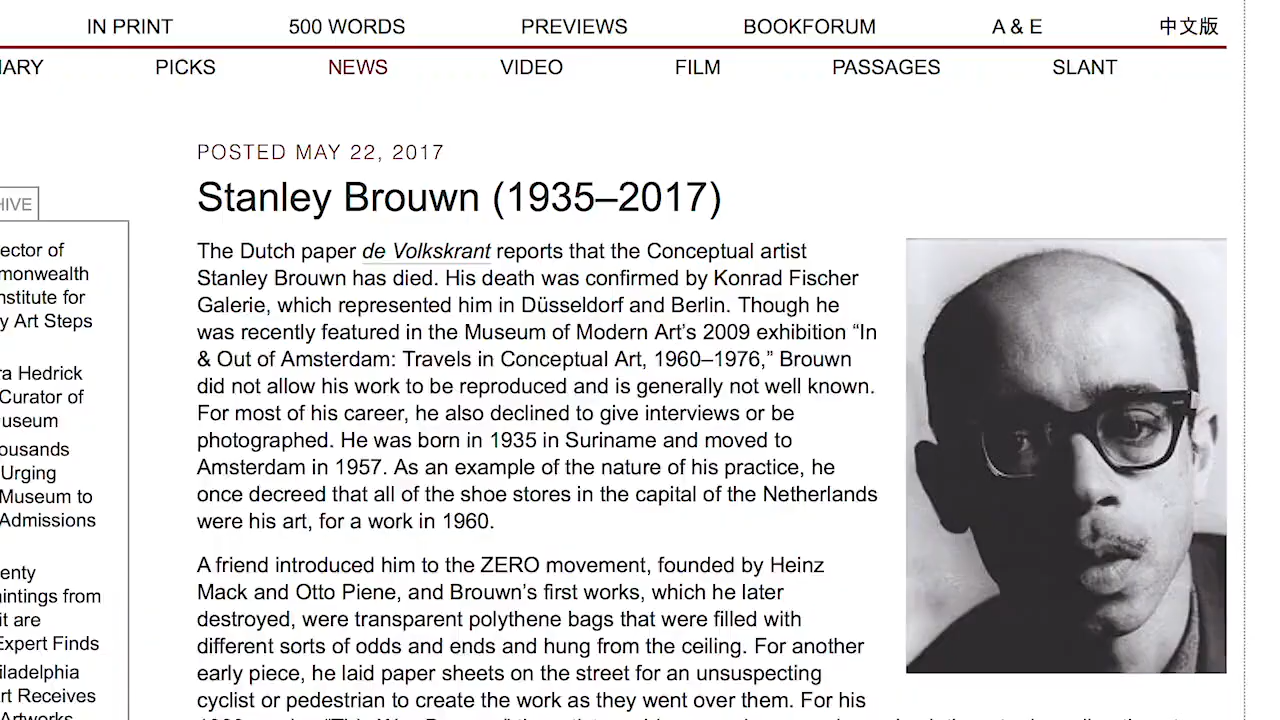 IN PRINT 500 WORDS PREVIEWS BOOKFORUM A & E 中文版
PICKS NEWS VIDEO FILM PASSAGES SLANT
POSTED MAY 22, 2017
Stanley Brouwn (1935–2017)
The Dutch paper de Volkskrant reports that the Conceptual artist
Stanley Brouwn has died. His death was confirmed by Konrad Fischer
Galerie, which represented him in Düsseldorf and Berlin. Though he
was recently featured in the Museum of Modern Art’s 2009 exhibition “In
& Out of Amsterdam: Travels in Conceptual Art, 1960–1976,” Brouwn
did not allow his work to be reproduced and is generally not well known.
For most of his career, he also declined to give interviews or be
photographed. He was born in 1935 in Suriname and moved to
Amsterdam in 1957. As an example of the nature of his practice, he
once decreed that all of the shoe stores in the capital of the Netherlands
were his art, for a work in 1960.
A friend introduced him to the ZERO movement, founded by Heinz
Mack and Otto Piene, and Brouwn’s first works, which he later
destroyed, were transparent polythene bags that were filled with
different sorts of odds and ends and hung from the ceiling. For another
early piece, he laid paper sheets on the street for an unsuspecting
cyclist or pedestrian to create the work as they went over them. For his
HIVE
ector of
monwealth
nstitute for
y Art Steps
ra Hedrick
Curator of
useum
ousands
Urging
Museum to
Admissions
enty
aintings from
it are
Expert Finds
iladelphia
rt Receives
Artworks